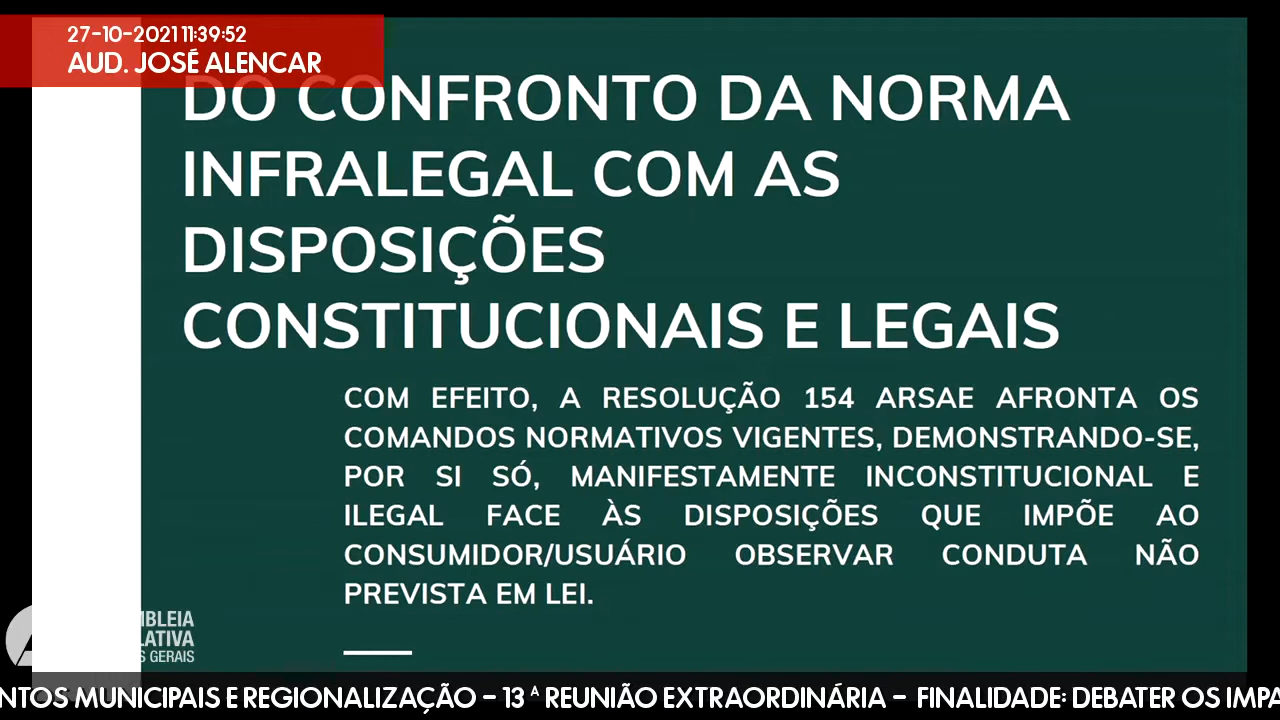 27-10-2021 11:39:52
AUD. JOSÉ ALENCAR
DO CONFRONTO DA NORMA
INFRALEGAL COM AS
DISPOSIÇÕES
CONSTITUCIONAIS E LEGAIS
COM EFEITO, A RESOLUÇÃO 154 ARSAE AFRONTA OS
COMANDOS NORMATIVOS VIGENTES, DEMONSTRANDO-SE,
POR SI SÓ, MANIFESTAMENTE INCONSTITUCIONAL E
ILEGAL FACE ÀS DISPOSIÇÕES QUE IMPÕE AO
CONSUMIDOR/USUÁRIO OBSERVAR CONDUTA NÃO
PREVISTA EM LEI.
MBLEIA
LATIVA
S GERAIS
NTOS MUNICIPAIS E REGIONALIZAÇÃO – 13ª REUNIÃO EXTRAORDINÁRIA – FINALIDADE: DEBATER OS IMPA